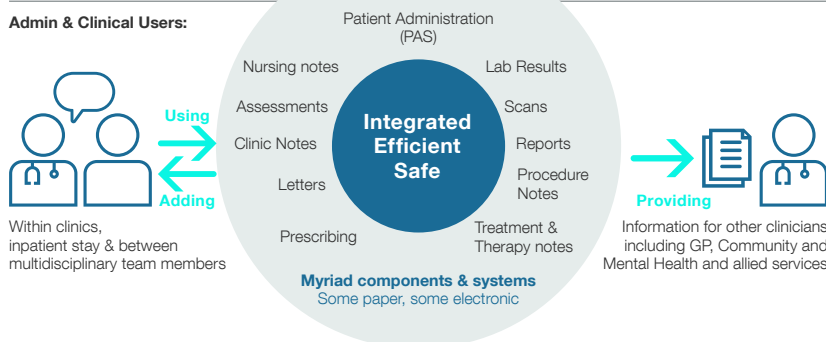 Admin & Clinical Users:
Patient Administration
(PAS)
Nursing notes
Lab Results
Assessments
Scans
Using
Integrated
Efficient
Safe
Clinic Notes
Reports
Letters
Procedure
Notes
Adding
Providing
Prescribing
Treatment &
Therapy notes
Within clinics,
inpatient stay & between
multidisciplinary team members
Information for other clinicians
including GP, Community and
Mental Health and allied services
Myriad components & systems
Some paper, some electronic